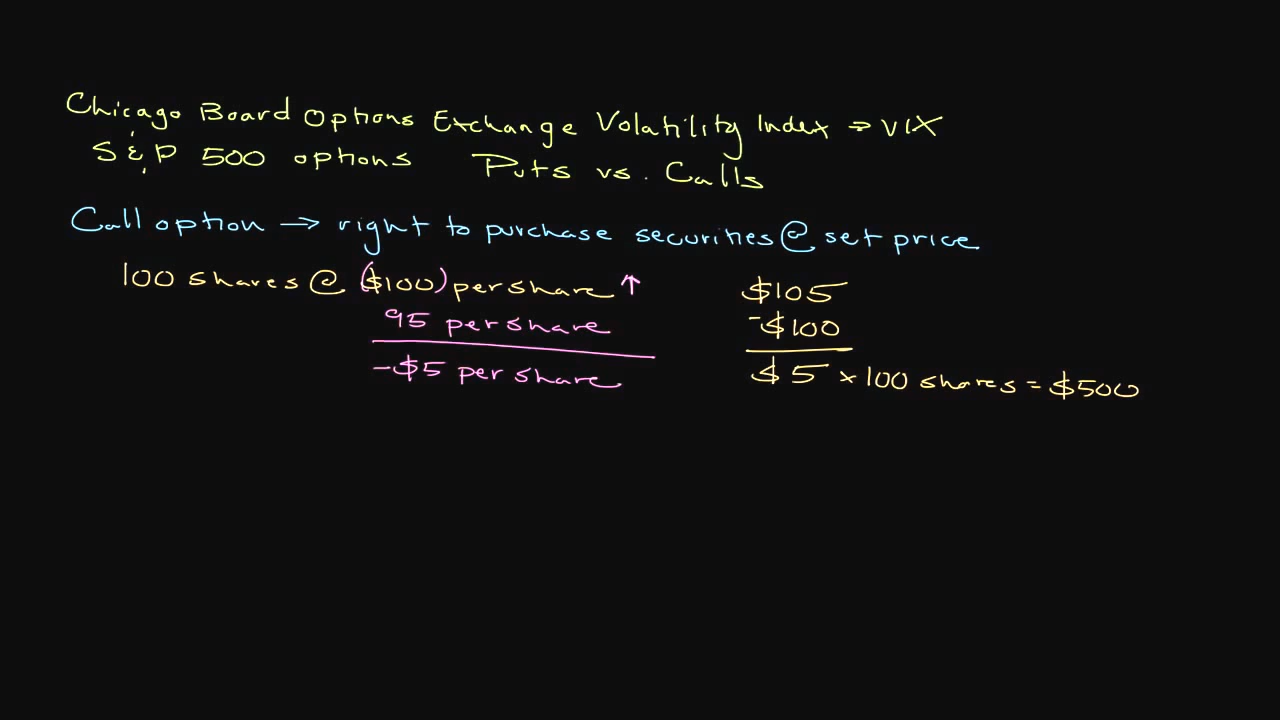 Chicago Board Options Exchange Volatility Index → VIX
S&P 500 options Puts vs. Calls
Call option → right to purchase securities @ set price
100 shares @ ($100) per share ↑
95 per share
-$5 per share
$105
-$100
$5 × 100 shares = $500